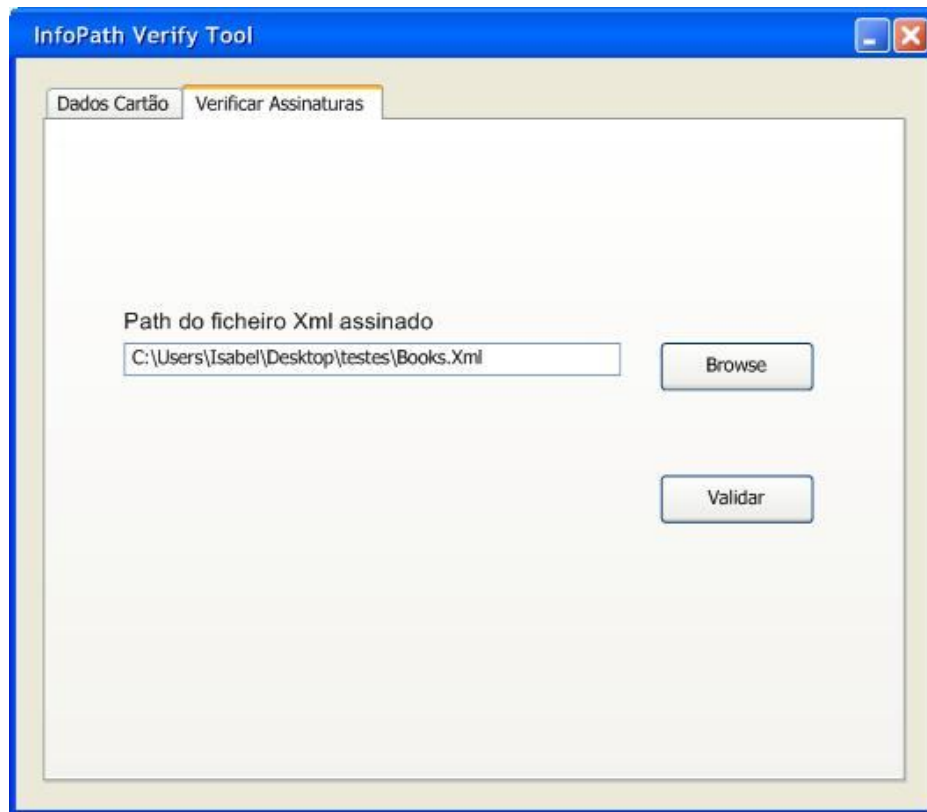 InfoPath Verify Tool
Dados Cartão Verificar Assinaturas
Path do ficheiro Xml assinado
C:\Users\Isabel\Desktop\testes\Books.Xml
Browse
Validar